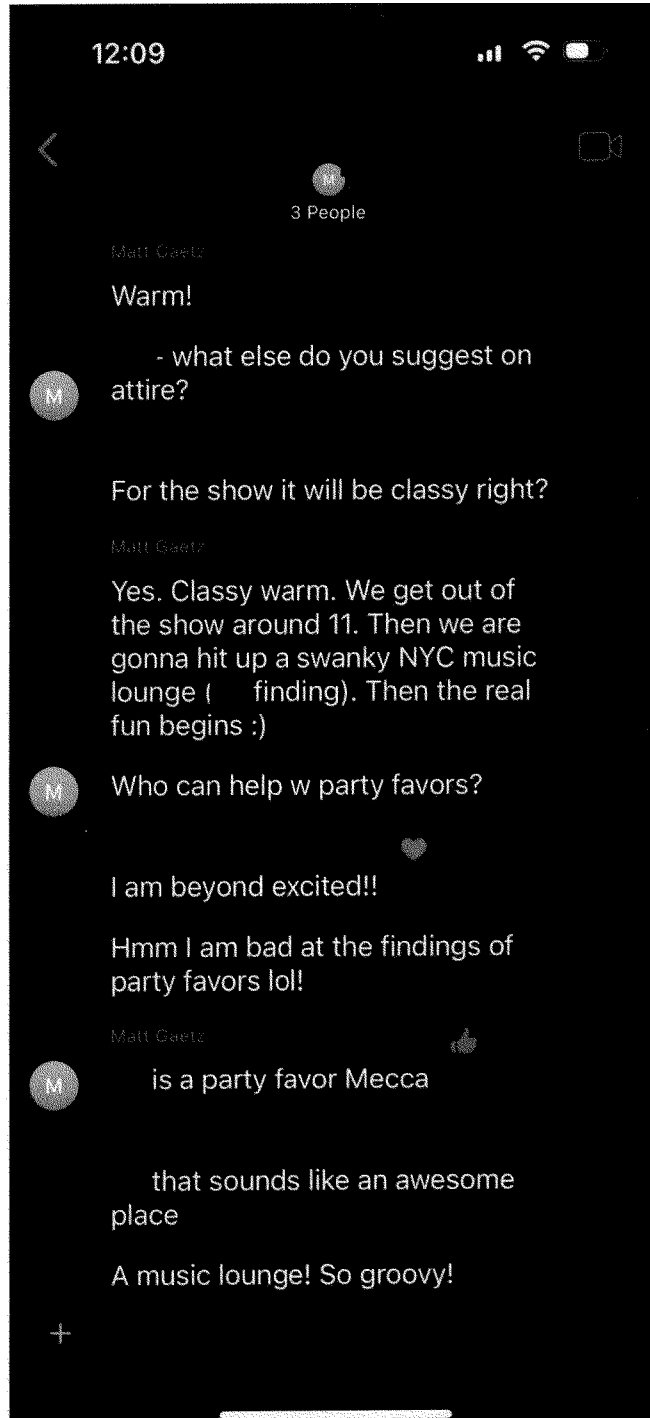 12:09
M
3 People
Matt Gaetz
Warm!
- what else do you suggest on
M
attire?
For the show it will be classy right?
Matt Gaetz
Yes. Classy warm. We get out of
the show around 11. Then we are
gonna hit up a swanky NYC music
lounge ( finding). Then the real
fun begins :)
M
Who can help w party favors?
I am beyond excited!!
Hmm I am bad at the findings of
party favors lol!
Matt Gaetz
M
is a party favor Mecca
that sounds like an awesome
place
A music lounge! So groovy!
+